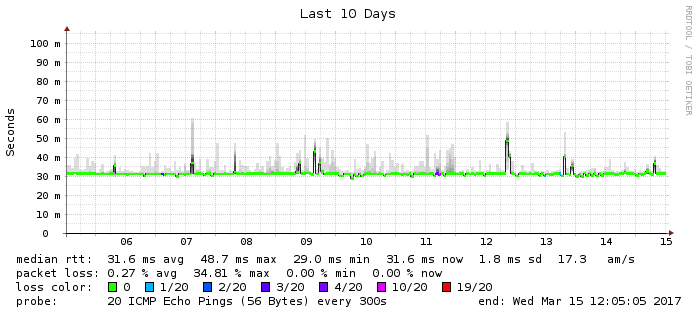 Last 10 Days
RRDTOOL / TOBI OETIKER
Seconds
100 m
90 m
80 m
70 m
60 m
50 m
40 m
30 m
20 m
10 m
0
06 07 08 09 10 11 12 13 14 15
median rtt: 31.6 ms avg 48.7 ms max 29.0 ms min 31.6 ms now 1.8 ms sd 17.3 am/s
packet loss: 0.27 % avg 34.81 % max 0.00 % min 0.00 % now
loss color: 0 1/20 2/20 3/20 4/20 10/20 19/20
probe: 20 ICMP Echo Pings (56 Bytes) every 300s end: Wed Mar 15 12:05:05 2017